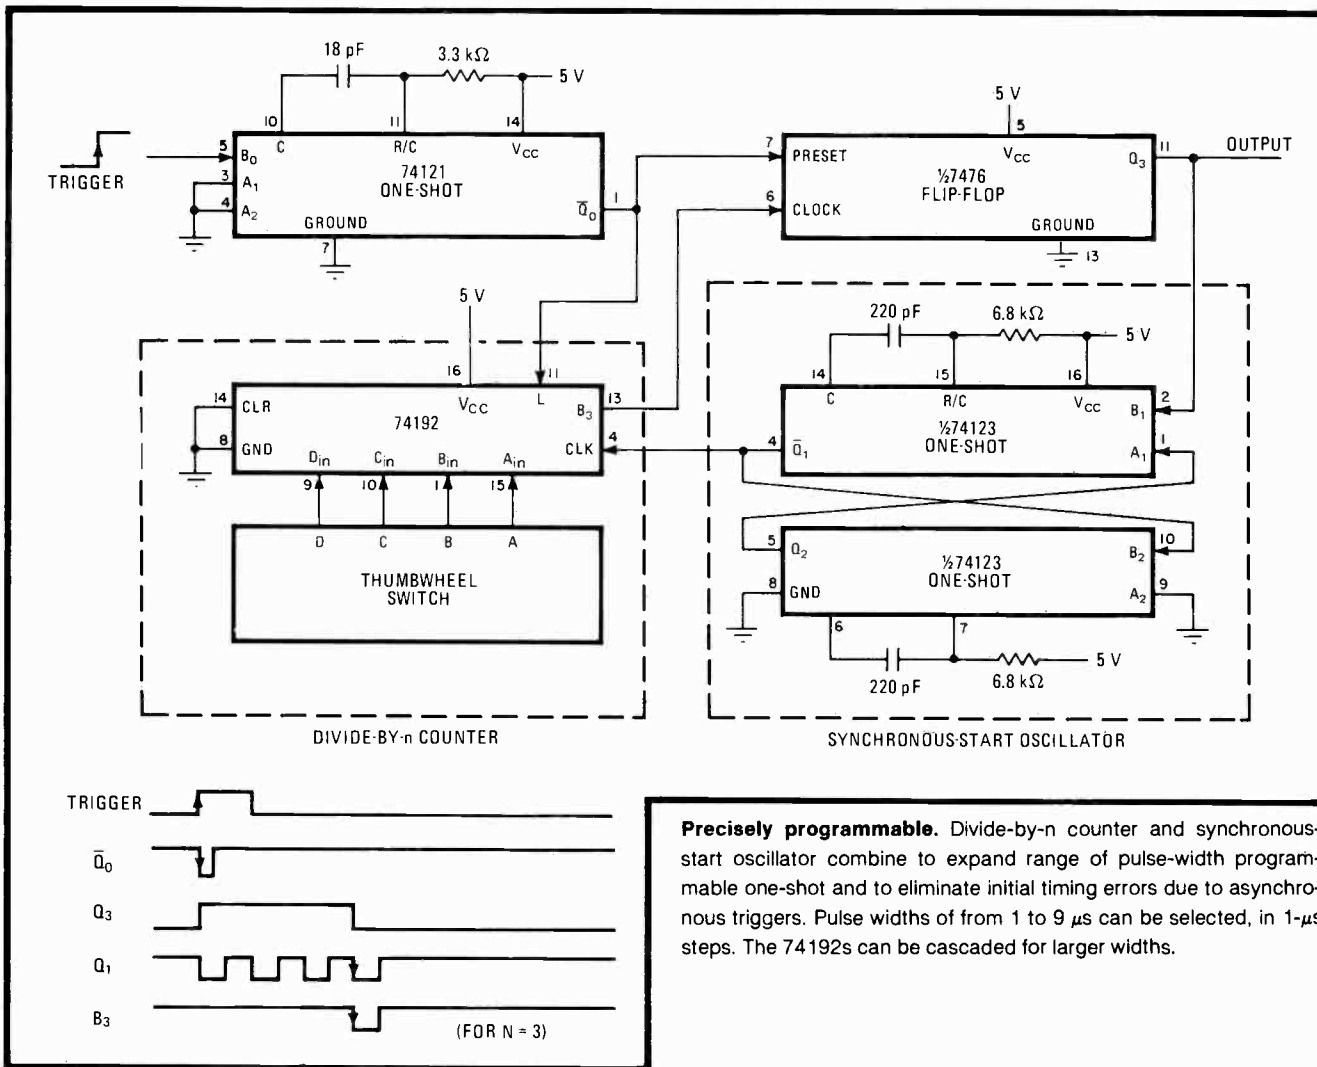 18 pF
3.3 kΩ
5 V
10
11
14
C
R/C
VCC
TRIGGER
5
B0
3
A1
4
A2
74121
ONE-SHOT
GROUND
7
Q̅0
1
5 V
5
7
PRESET
VCC
Q3
11
OUTPUT
½7476
FLIP-FLOP
6
CLOCK
GROUND
13
5 V
16
11
14
CLR
VCC
L
B3
13
74192
8
GND
CLK
4
Din
Cin
Bin
Ain
9
10
1
15
D
C
B
A
THUMBWHEEL
SWITCH
DIVIDE-BY-n COUNTER
220 pF
6.8 kΩ
5 V
14
15
16
C
R/C
VCC
B1
2
½74123
ONE-SHOT
4
Q̅1
A1
1
5
Q2
½74123
ONE-SHOT
B2
10
8
GND
A2
9
6
7
220 pF
6.8 kΩ
5 V
SYNCHRONOUS-START OSCILLATOR
TRIGGER
Q̅0
Q3
Q1
B3
(FOR N = 3)
Precisely programmable. Divide-by-n counter and synchronous-
start oscillator combine to expand range of pulse-width program-
mable one-shot and to eliminate initial timing errors due to asynchro-
nous triggers. Pulse widths of from 1 to 9 μs can be selected, in 1-μs
steps. The 74192s can be cascaded for larger widths.